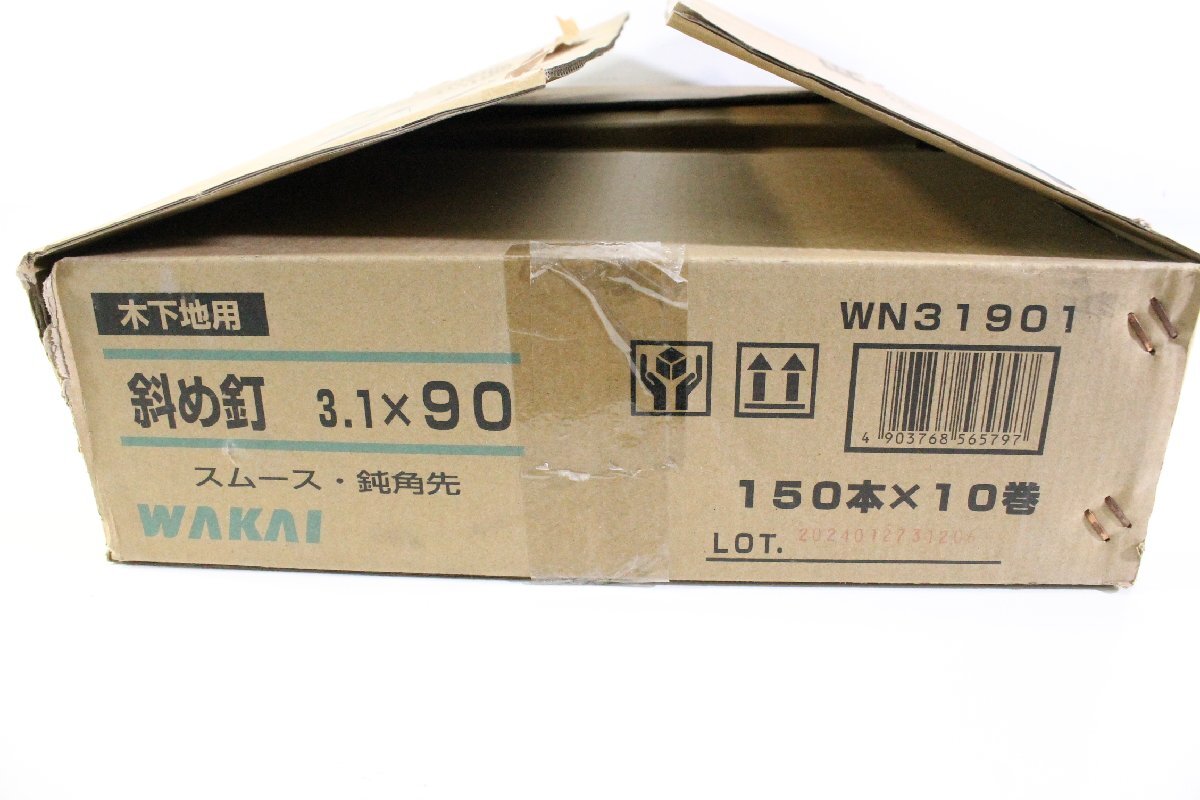 木下地用
斜め釘 3.1×90
スムース・鈍角先
WAKAI
WN31901
4 903768 565797
150本×10巻
LOT.